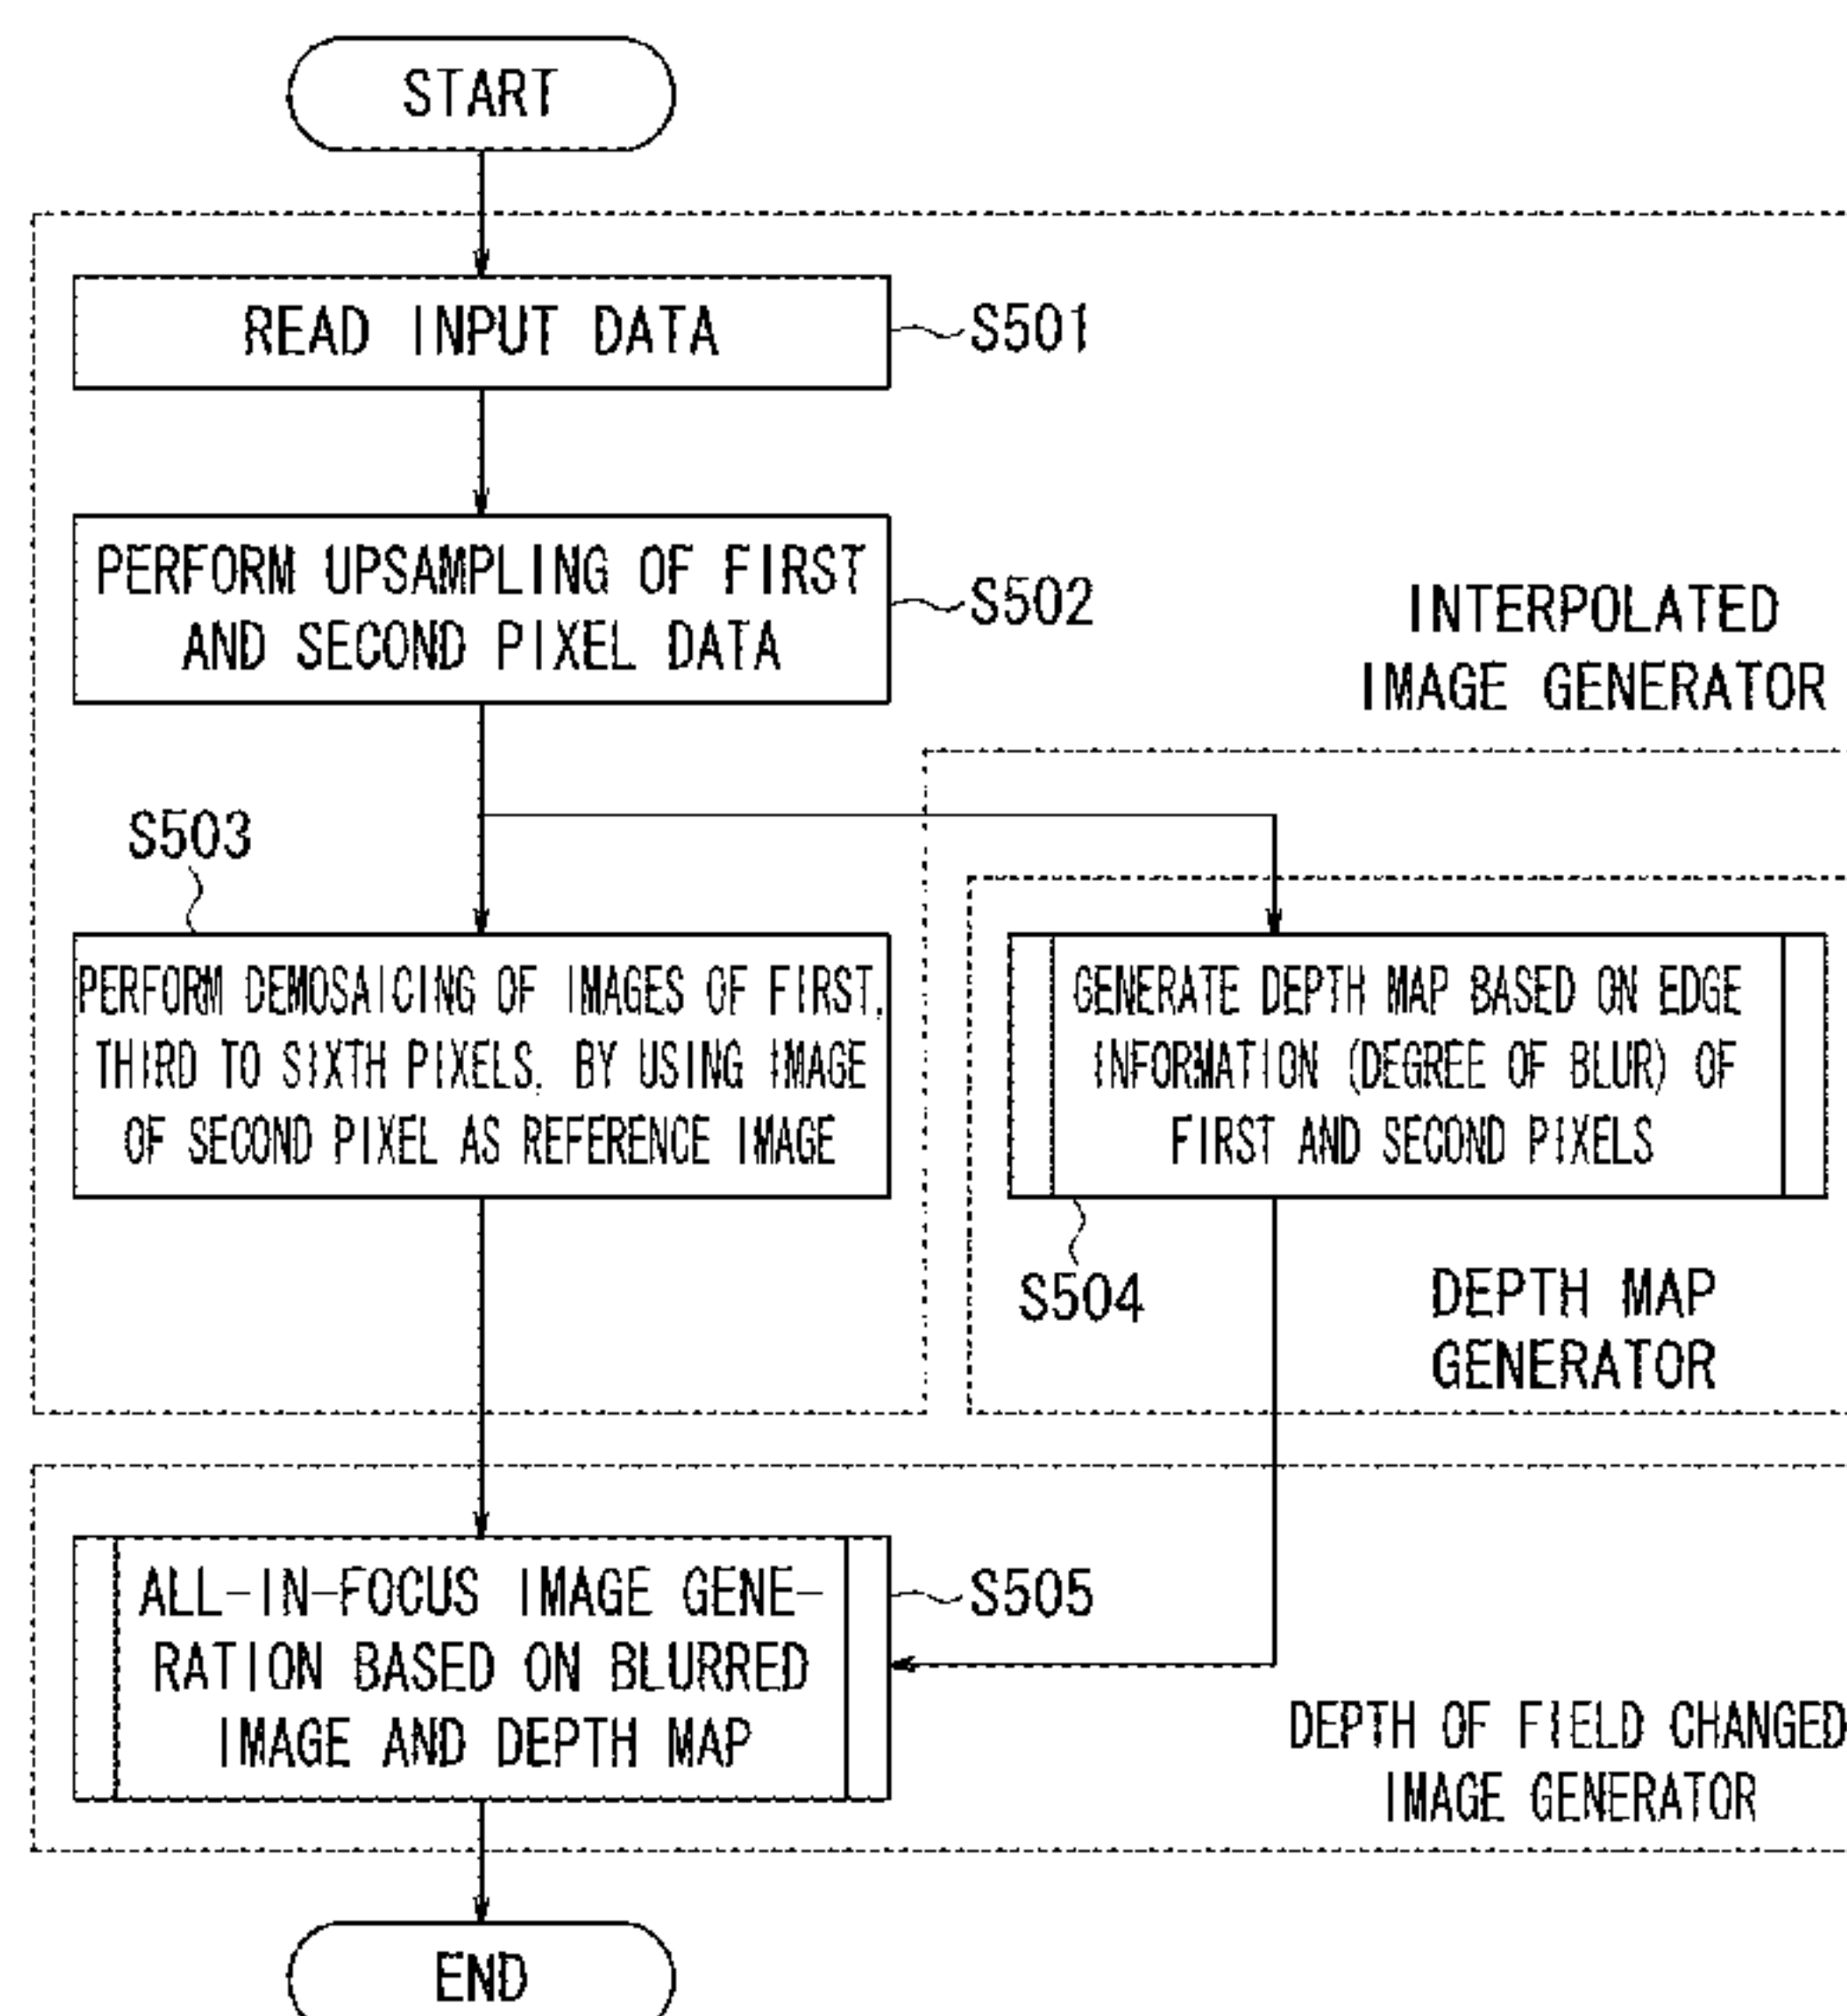 START
READ INPUT DATA
S501
PERFORM UPSAMPLING OF FIRST
AND SECOND PIXEL DATA
S502
INTERPOLATED
IMAGE GENERATOR
S503
PERFORM DEMOSAICING OF IMAGES OF FIRST,
THIRD TO SIXTH PIXELS, BY USING IMAGE
OF SECOND PIXEL AS REFERENCE IMAGE
GENERATE DEPTH MAP BASED ON EDGE
INFORMATION (DEGREE OF BLUR) OF
FIRST AND SECOND PIXELS
S504
DEPTH MAP
GENERATOR
ALL-IN-FOCUS IMAGE GENE-
RATION BASED ON BLURRED
IMAGE AND DEPTH MAP
S505
DEPTH OF FIELD CHANGED
IMAGE GENERATOR
END